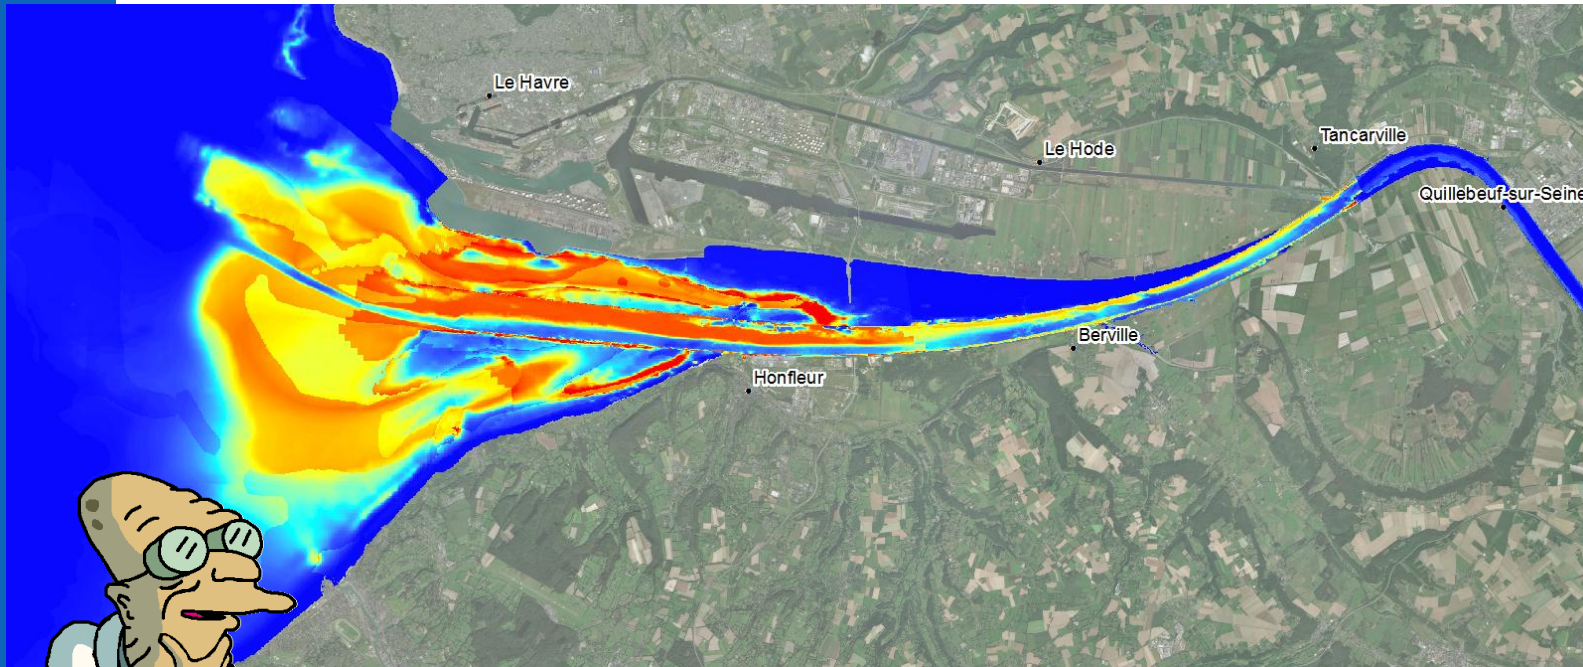 Le Havre
Tancarville
Le Hode
Quillebeuf-sur-Seine
Berville
Honfleur